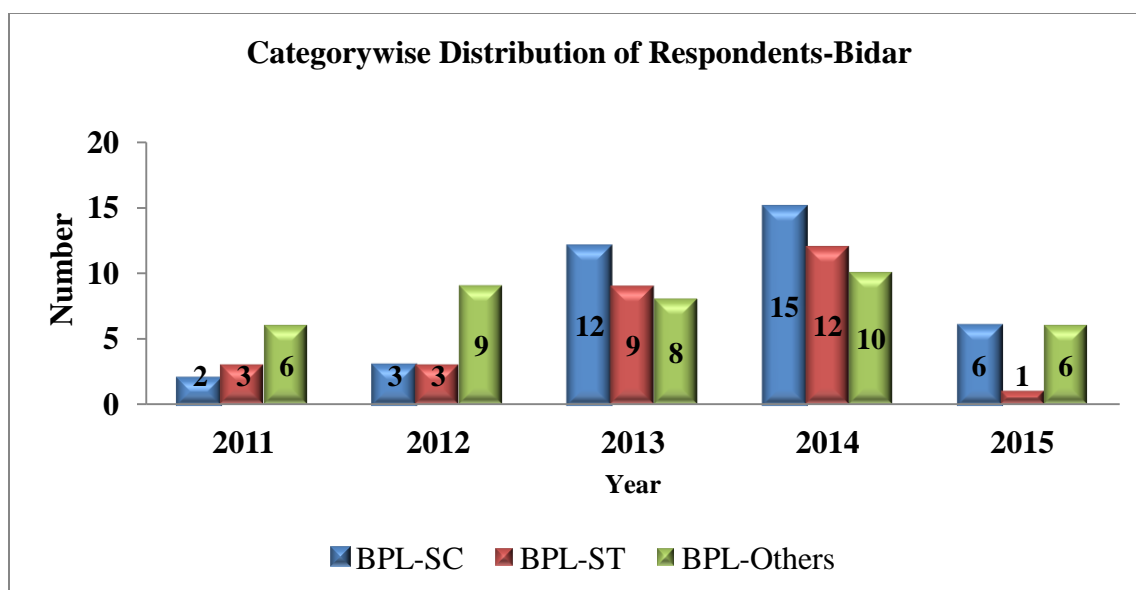 Categorywise Distribution of Respondents-Bidar
20
15
10
5
0
Number
2 3 6 3 3 9 12 9 8 15 12 10 6 1 6
2011 2012 2013 2014 2015
Year
BPL-SC BPL-ST BPL-Others